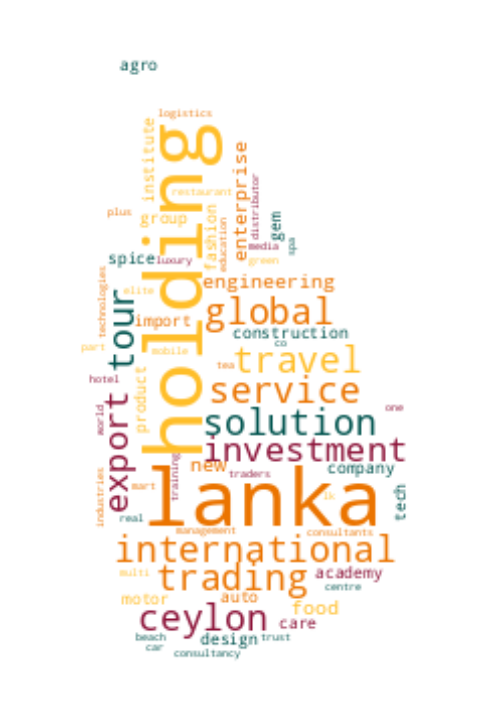 agro
logistics
holding
institute
restaurant
enterprise
distributor
plus
group
fashion
education
gem
media
spa
spice
luxury
green
technologies
elite
tour
engineering
import
global
construction
co
part
mobile
travel
tea
hotel
product
service
world
export
solution
one
investment
new
company
training
traders
industries
mart
lanka
lk
tech
real
management
consultants
international
multi
trading
academy
centre
motor
auto
food
ceylon
care
beach
design
trust
car
consultancy